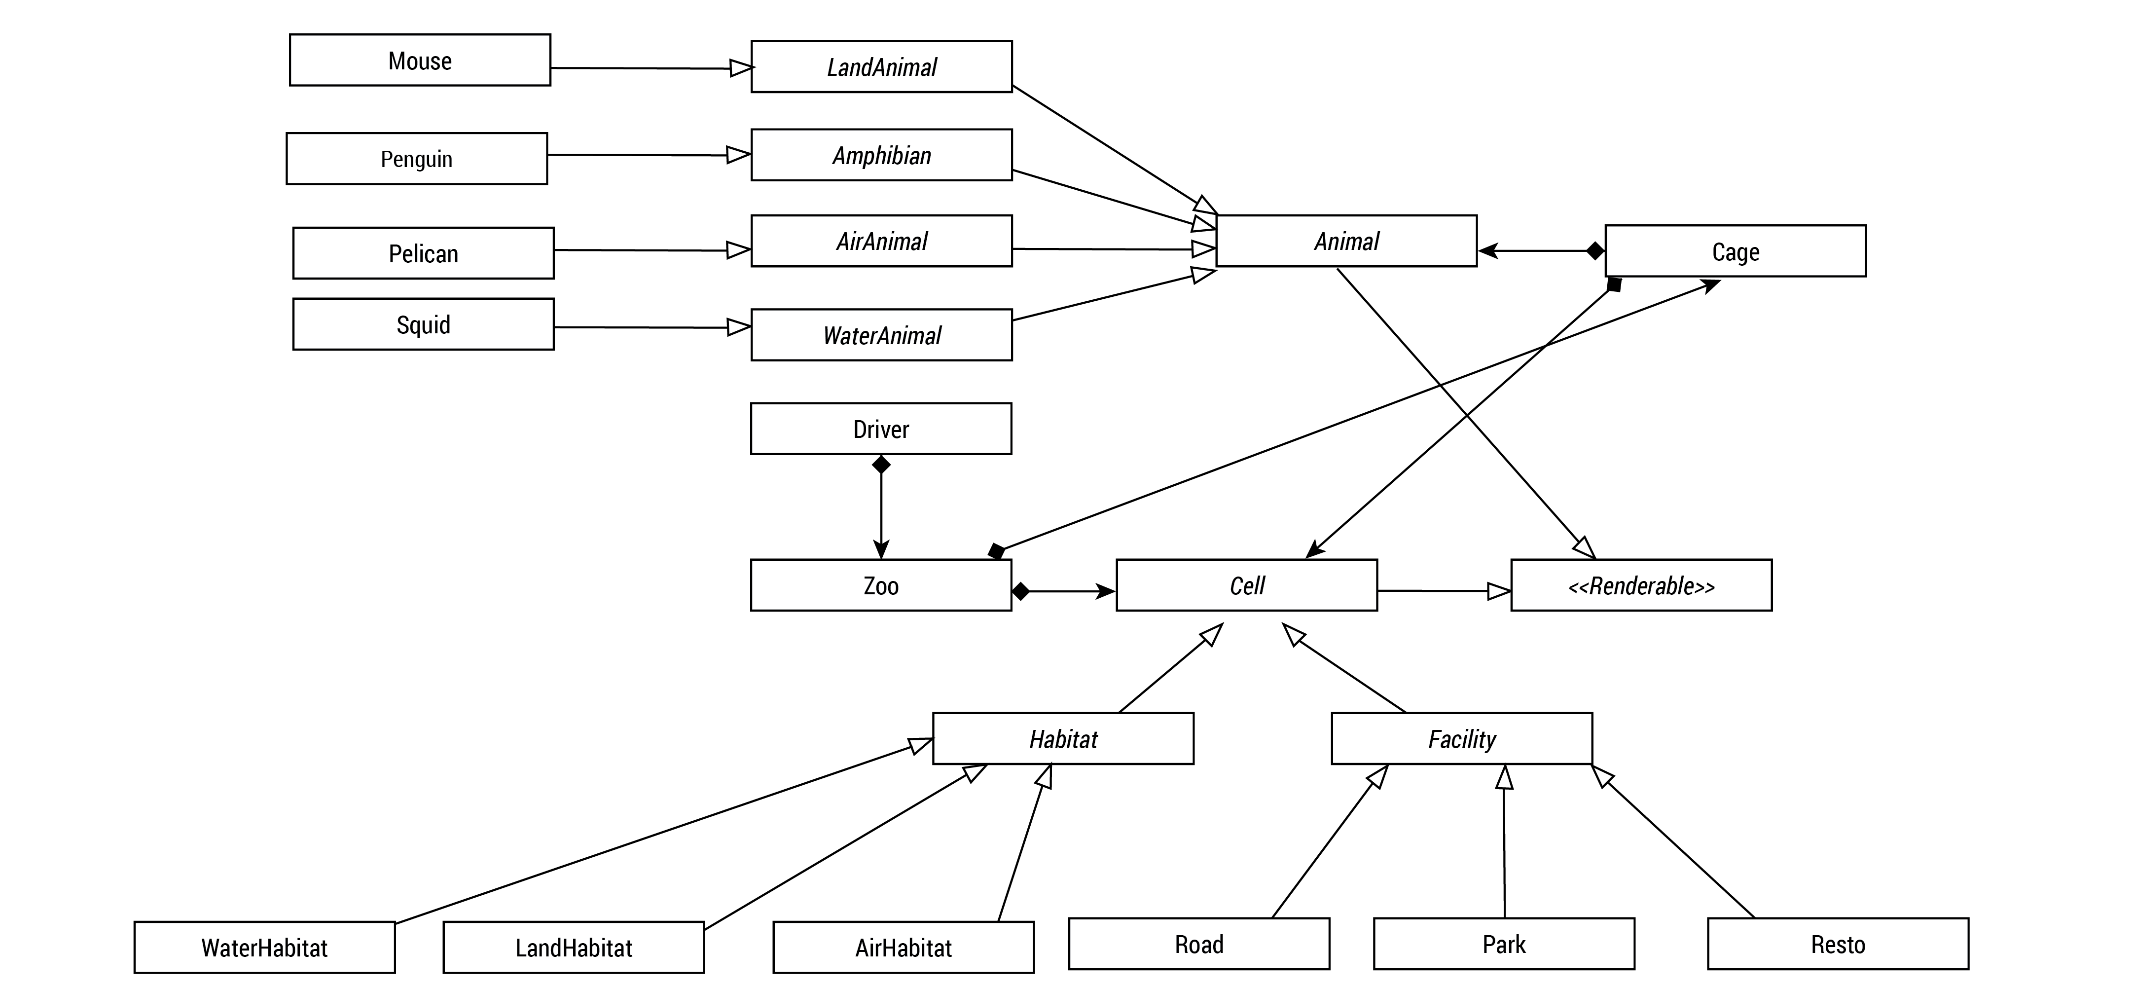 Mouse
LandAnimal
Penguin
Amphibian
Pelican
AirAnimal
Animal
Cage
Squid
WaterAnimal
Driver
Zoo
Cell
<<Renderable>>
Habitat
Facility
WaterHabitat
LandHabitat
AirHabitat
Road
Park
Resto